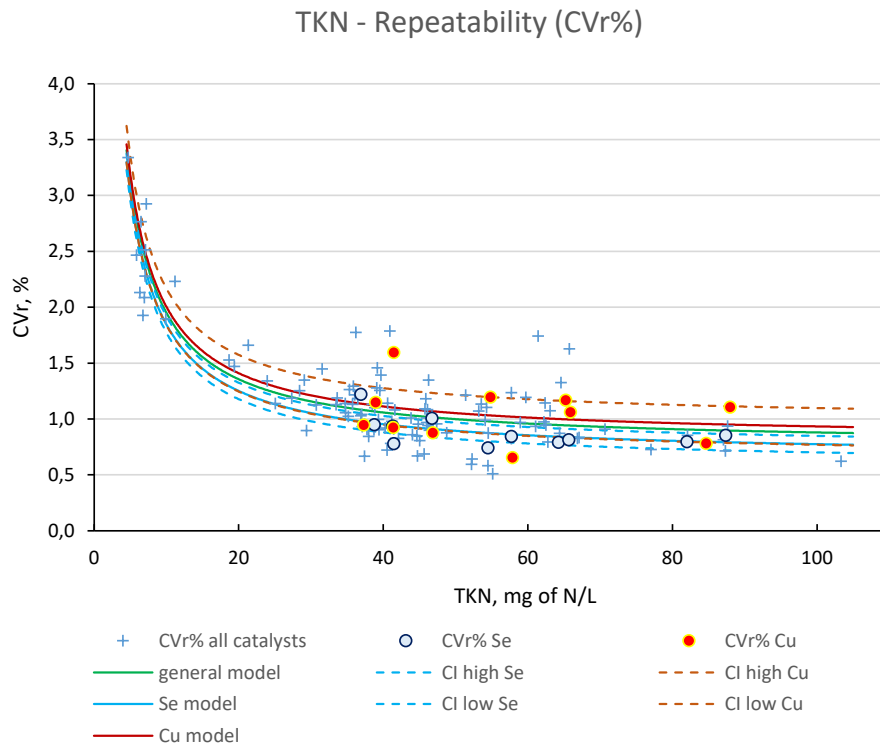 TKN - Repeatability (CVr%)
4,0
3,5
3,0
2,5
2,0
1,5
1,0
0,5
0,0
CVr, %
0 20 40 60 80 100
TKN, mg of N/L
CVr% all catalysts CVr% Se CVr% Cu
general model CI high Se CI high Cu
Se model CI low Se CI low Cu
Cu model